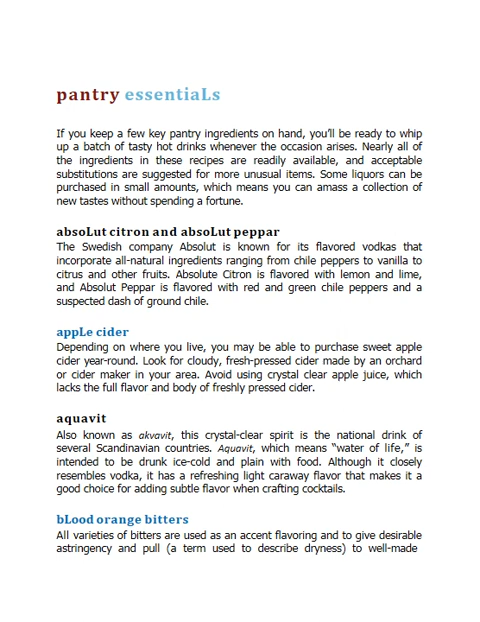 pantry essentiaLs
If you keep a few key pantry ingredients on hand, you'll be ready to whip
up a batch of tasty hot drinks whenever the occasion arises. Nearly all of
the ingredients in these recipes are readily available, and acceptable
substitutions are suggested for more unusual items. Some liquors can be
purchased in small amounts, which means you can amass a collection of
new tastes without spending a fortune.
absoLut citron and absoLut peppar
The Swedish company Absolut is known for its flavored vodkas that
incorporate all-natural ingredients ranging from chile peppers to vanilla to
citrus and other fruits. Absolute Citron is flavored with lemon and lime,
and Absolut Peppar is flavored with red and green chile peppers and a
suspected dash of ground chile.
appLe cider
Depending on where you live, you may be able to purchase sweet apple
cider year-round. Look for cloudy, fresh-pressed cider made by an orchard
or cider maker in your area. Avoid using crystal clear apple juice, which
lacks the full flavor and body of freshly pressed cider.
aquavit
Also known as akvavit, this crystal-clear spirit is the national drink of
several Scandinavian countries. Aquavit, which means “water of life,” is
intended to be drunk ice-cold and plain with food. Although it closely
resembles vodka, it has a refreshing light caraway flavor that makes it a
good choice for adding subtle flavor when crafting cocktails.
bLood orange bitters
All varieties of bitters are used as an accent flavoring and to give desirable
astringency and pull (a term used to describe dryness) to well-made